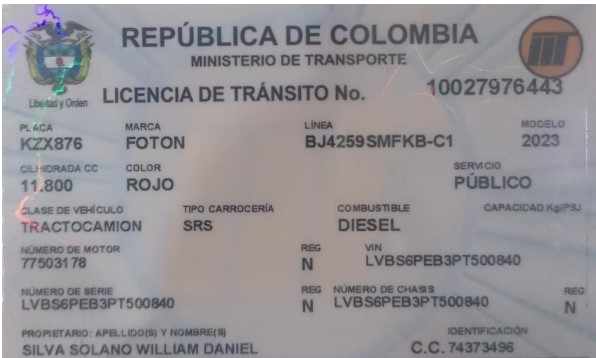 REPÚBLICA DE COLOMBIA
MINISTERIO DE TRANSPORTE
Libertad y Orden
LICENCIA DE TRÁNSITO No. 10027976443
PLACA MARCA LÍNEA MODELO
KZX876 FOTON BJ4259SMFKB-C1 2023
CILINDRADA CC COLOR SERVICIO
11.800 ROJO PÚBLICO
CLASE DE VEHÍCULO TIPO CARROCERÍA COMBUSTIBLE CAPACIDAD Kg/PSJ
TRACTOCAMION SRS DIESEL
NÚMERO DE MOTOR REG VIN
77503178 N LVBS6PEB3PT500840
NÚMERO DE SERIE REG NÚMERO DE CHASIS REG
LVBS6PEB3PT500840 N LVBS6PEB3PT500840 N
PROPIETARIO: APELLIDO(S) Y NOMBRE(S) IDENTIFICACIÓN
SILVA SOLANO WILLIAM DANIEL C.C. 74373496